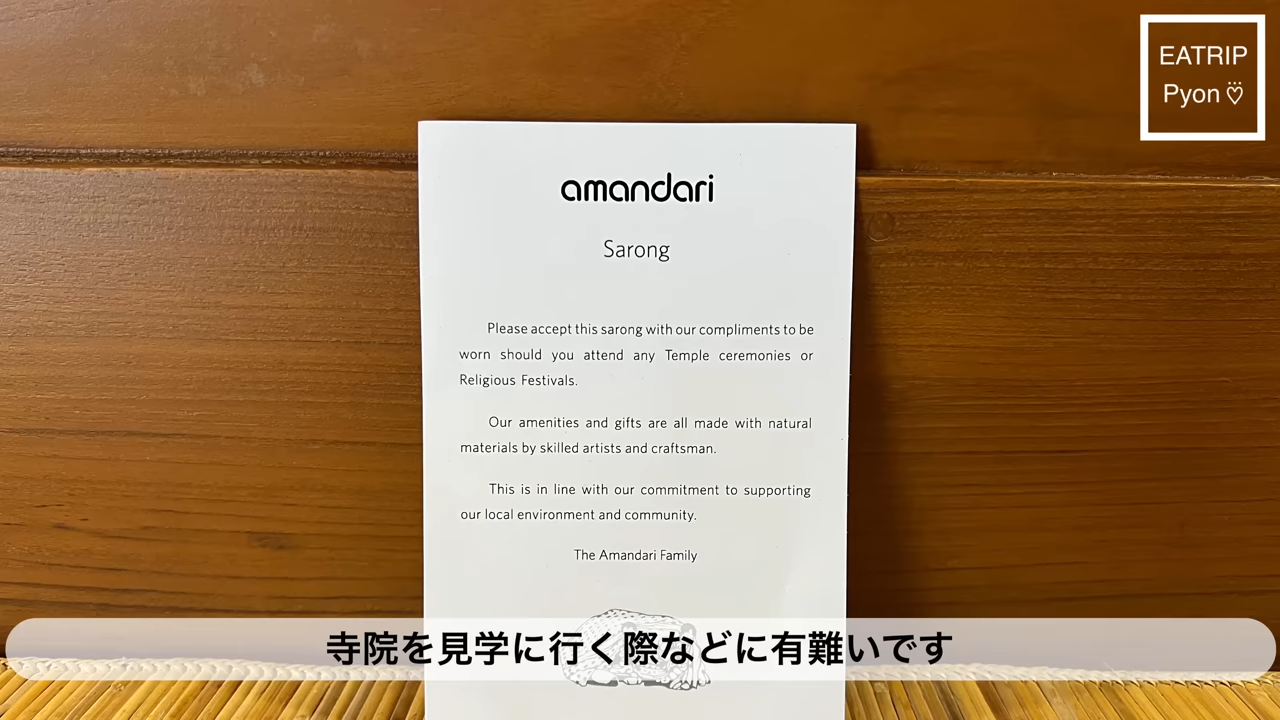 EATRIP
Pyon♡
amandari
Sarong
Please accept this sarong with our compliments to be
worn should you attend any Temple ceremonies or
Religious Festivals.
Our amenities and gifts are all made with natural
materials by skilled artists and craftsman.
This is in line with our commitment to supporting
our local environment and community.
The Amandari Family
寺院を見学に行く際などに有難いです